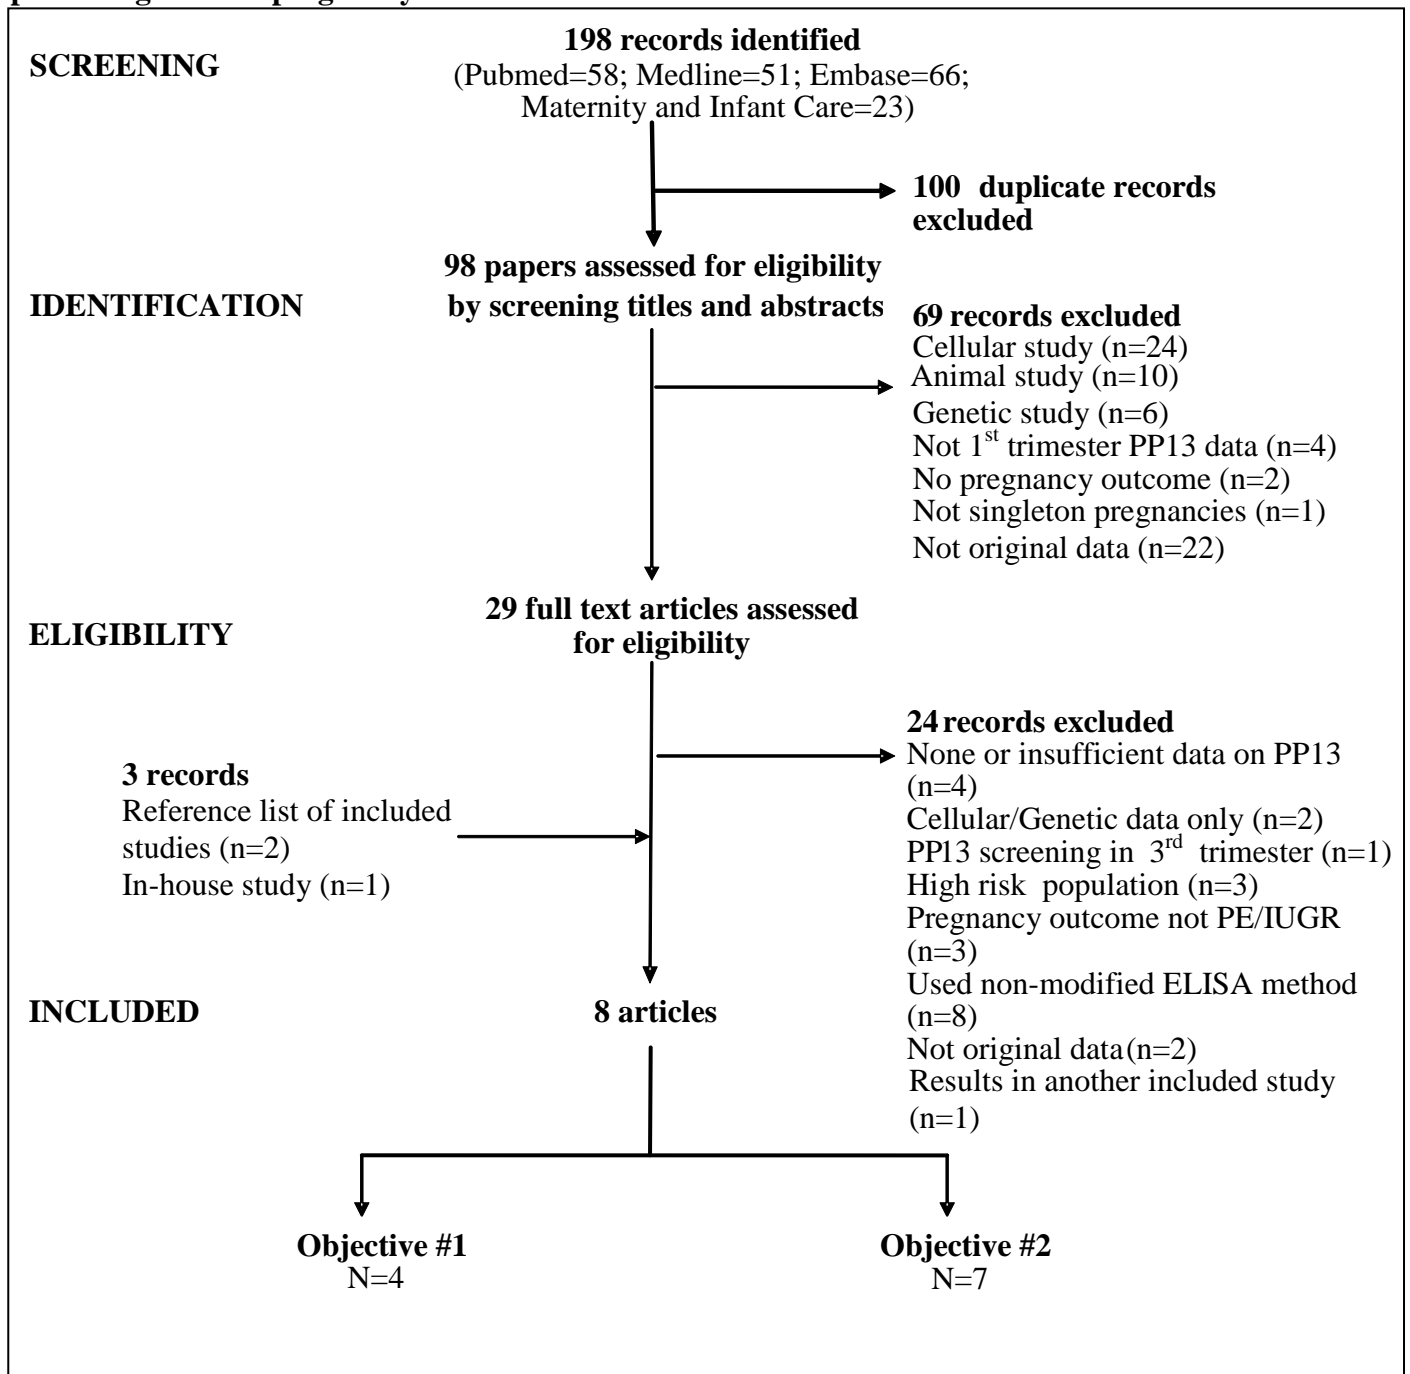 SCREENING
198 records identified
(Pubmed=58; Medline=51; Embase=66;
Maternity and Infant Care=23)
100 duplicate records
excluded
98 papers assessed for eligibility
by screening titles and abstracts
IDENTIFICATION
69 records excluded
Cellular study (n=24)
Animal study (n=10)
Genetic study (n=6)
Not 1st trimester PP13 data (n=4)
No pregnancy outcome (n=2)
Not singleton pregnancies (n=1)
Not original data (n=22)
29 full text articles assessed
for eligibility
ELIGIBILITY
24 records excluded
None or insufficient data on PP13
(n=4)
Cellular/Genetic data only (n=2)
PP13 screening in 3rd trimester (n=1)
High risk population (n=3)
Pregnancy outcome not PE/IUGR
(n=3)
Used non-modified ELISA method
(n=8)
Not original data(n=2)
Results in another included study
(n=1)
3 records
Reference list of included
studies (n=2)
In-house study (n=1)
INCLUDED
8 articles
Objective #1
N=4
Objective #2
N=7